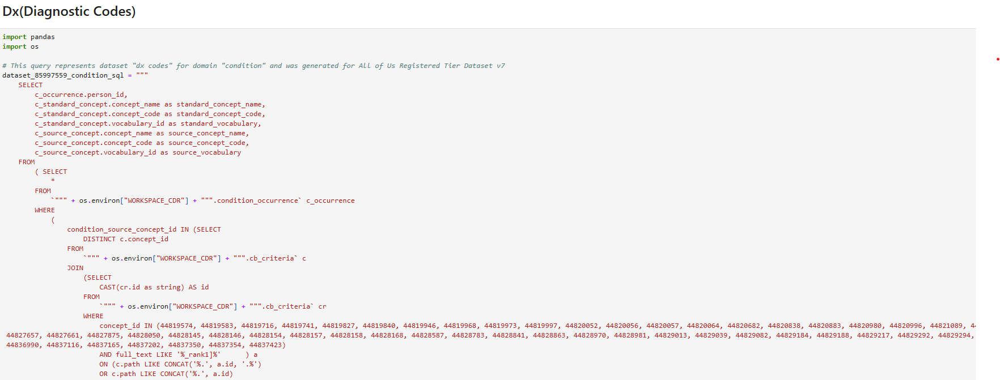 Dx(Diagnostic Codes)
import pandas
import os
# This query represents dataset "dx codes" for domain "condition" and was generated for All of Us Registered Tier Dataset v7
dataset_85997559_condition_sql = """
SELECT
c_occurrence.person_id,
c_standard_concept.concept_name as standard_concept_name,
c_standard_concept.concept_code as standard_concept_code,
c_standard_concept.vocabulary_id as standard_vocabulary,
c_source_concept.concept_name as source_concept_name,
c_source_concept.concept_code as source_concept_code,
c_source_concept.vocabulary_id as source_vocabulary
FROM
( SELECT
*
FROM
`""" + os.environ["WORKSPACE_CDR"] + """.condition_occurrence` c_occurrence
WHERE
(
condition_source_concept_id IN (SELECT
DISTINCT c.concept_id
FROM
`""" + os.environ["WORKSPACE_CDR"] + """.cb_criteria` c
JOIN
(SELECT
CAST(cr.id as string) AS id
FROM
`""" + os.environ["WORKSPACE_CDR"] + """.cb_criteria` cr
WHERE
concept_id IN (44819574, 44819583, 44819716, 44819741, 44819827, 44819840, 44819946, 44819968, 44819973, 44819997, 44820052, 44820056, 44820057, 44820064, 44820682, 44820838, 44820883, 44820980, 44820996, 44821089,
44827657, 44827661, 44827875, 44828050, 44828145, 44828146, 44828154, 44828157, 44828158, 44828168, 44828587, 44828783, 44828841, 44828863, 44828970, 44828981, 44829013, 44829039, 44829082, 44829184, 44829188, 44829217, 44829292, 44829294,
44836990, 44837116, 44837165, 44837202, 44837350, 44837354, 44837423)
AND full_text LIKE '%_rank1]%' ) a
ON (c.path LIKE CONCAT('%.', a.id, '.%')
OR c.path LIKE CONCAT('%.', a.id)